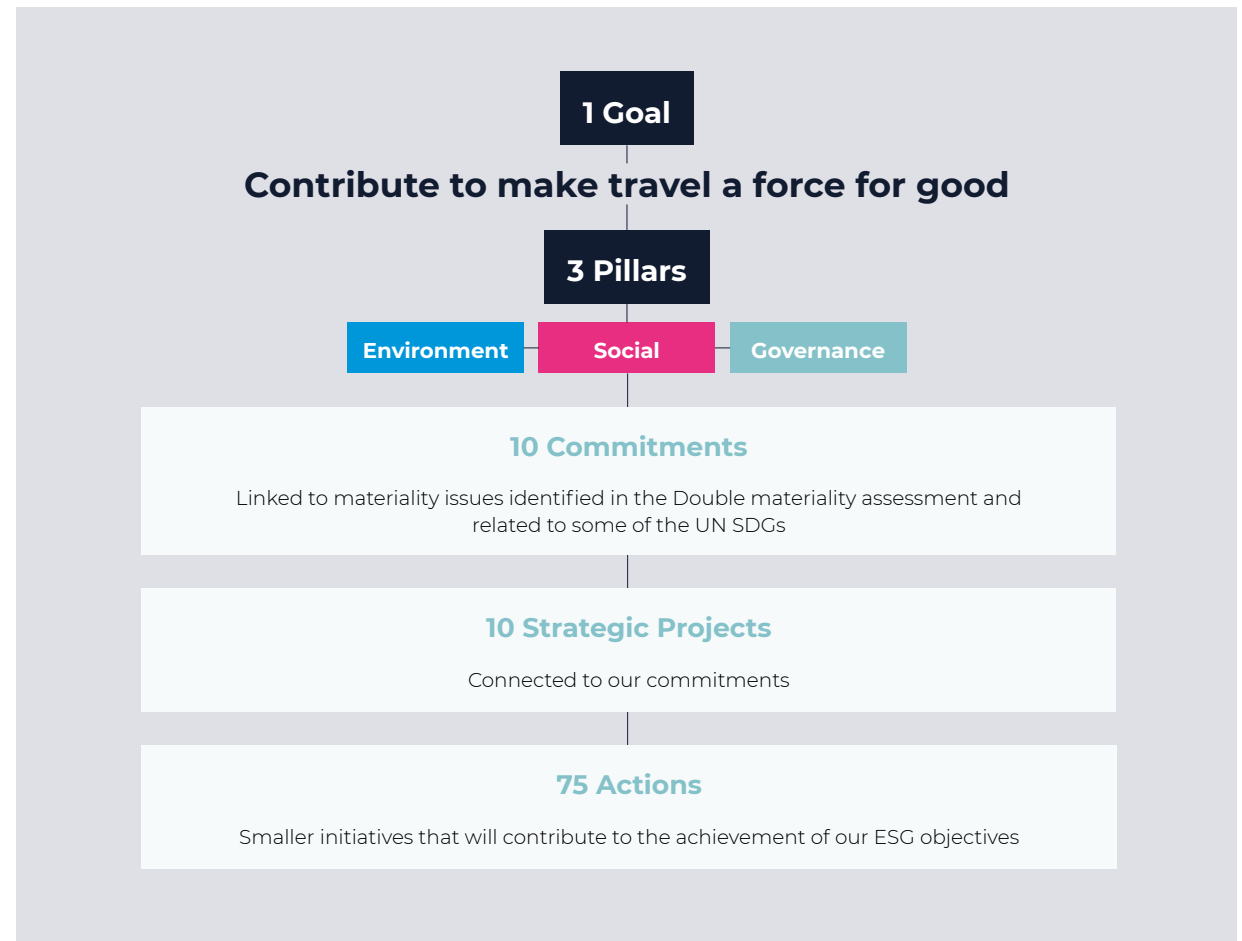 1 Goal
Contribute to make travel a force for good
3 Pillars
Environment
Social
Governance
10 Commitments
Linked to materiality issues identified in the Double materiality assessment and
related to some of the UN SDGs
10 Strategic Projects
Connected to our commitments
75 Actions
Smaller initiatives that will contribute to the achievement of our ESG objectives